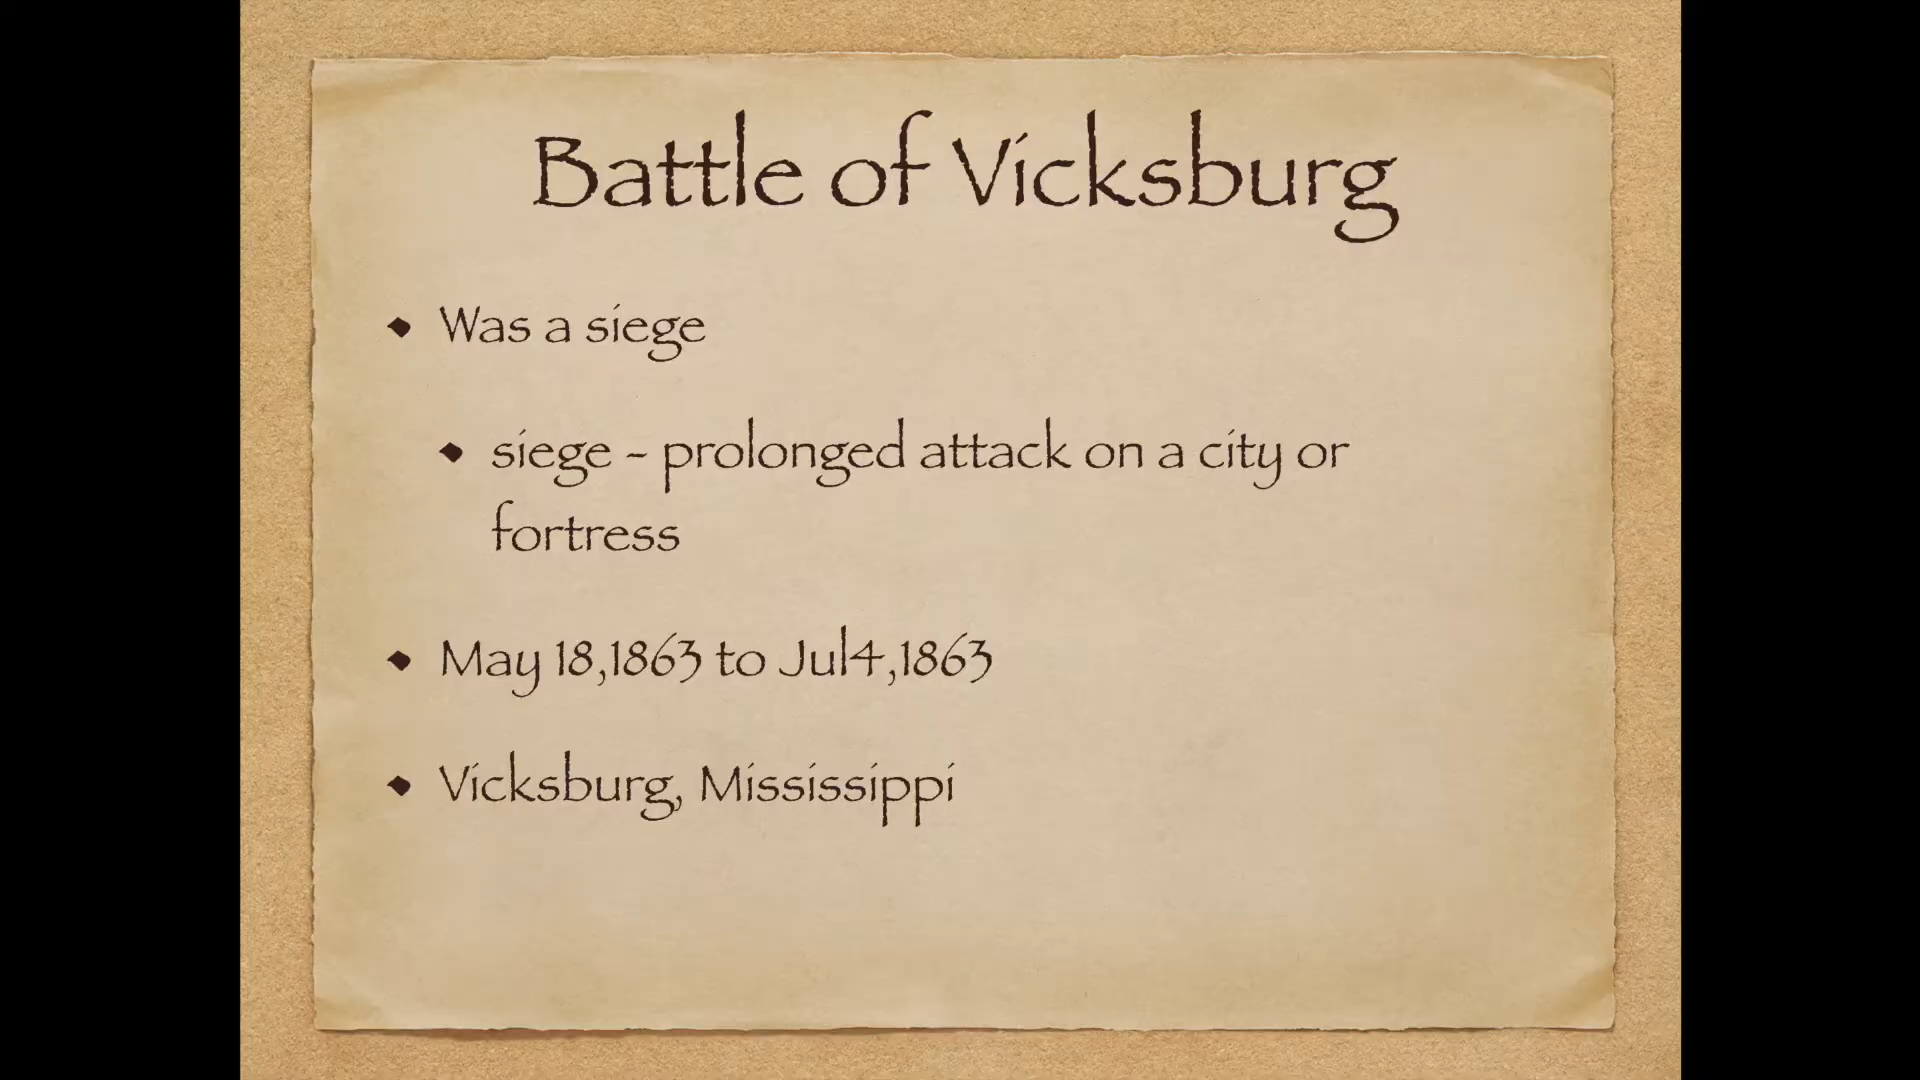 Battle of Vicksburg
Was a siege
siege - prolonged attack on a city or
fortress
May 18,1863 to Jul4,1863
Vicksburg, Mississippi